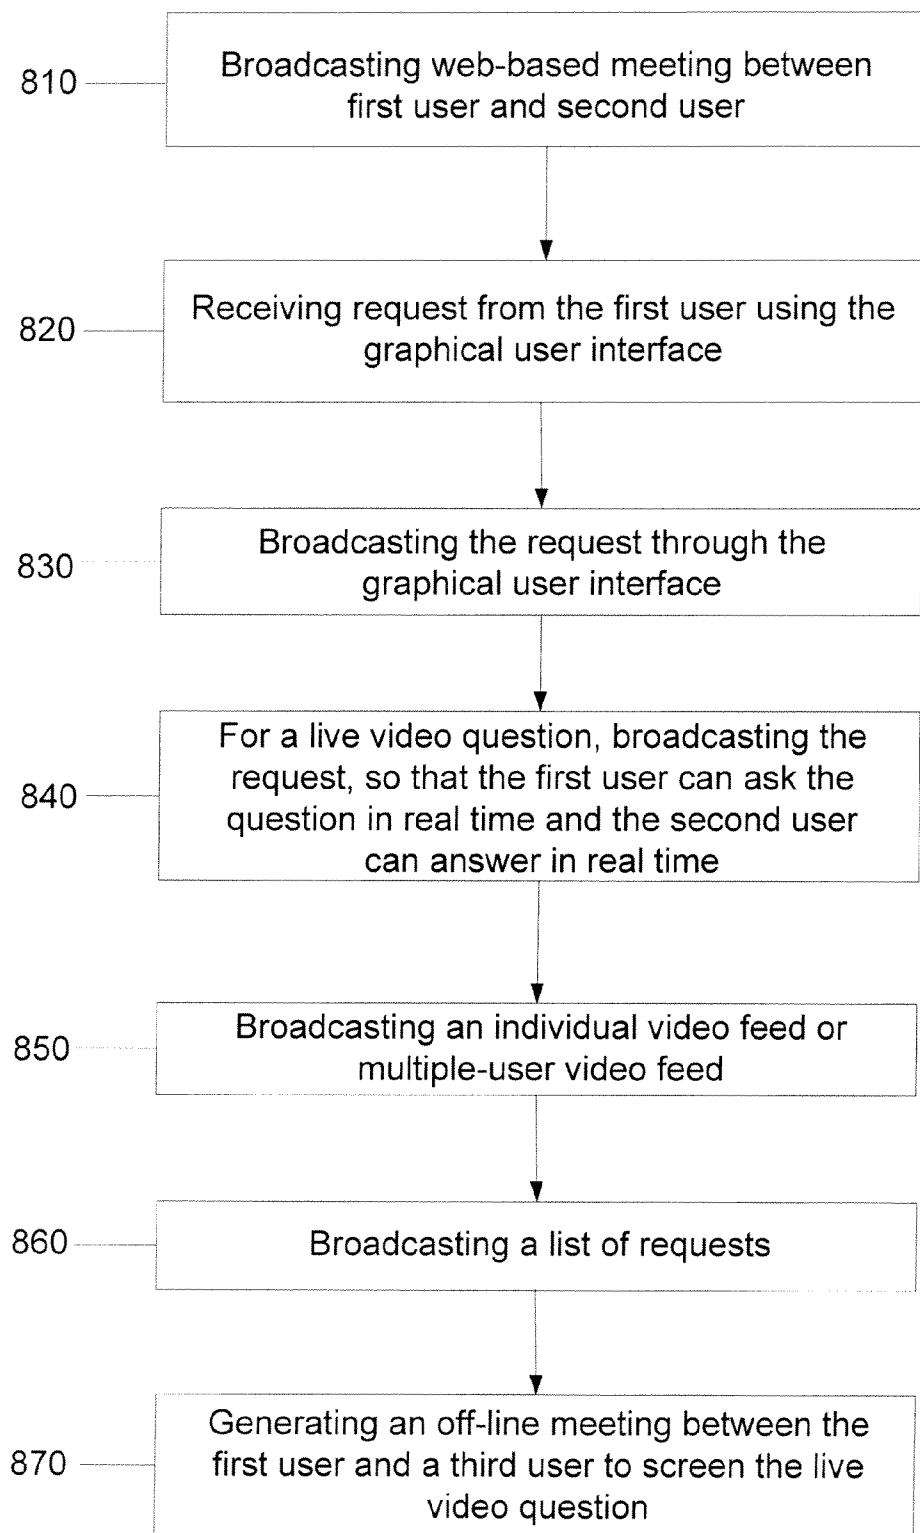 810
Broadcasting web-based meeting between
first user and second user
820
Receiving request from the first user using the
graphical user interface
830
Broadcasting the request through the
graphical user interface
840
For a live video question, broadcasting the
request, so that the first user can ask the
question in real time and the second user
can answer in real time
850
Broadcasting an individual video feed or
multiple-user video feed
860
Broadcasting a list of requests
870
Generating an off-line meeting between the
first user and a third user to screen the live
video question